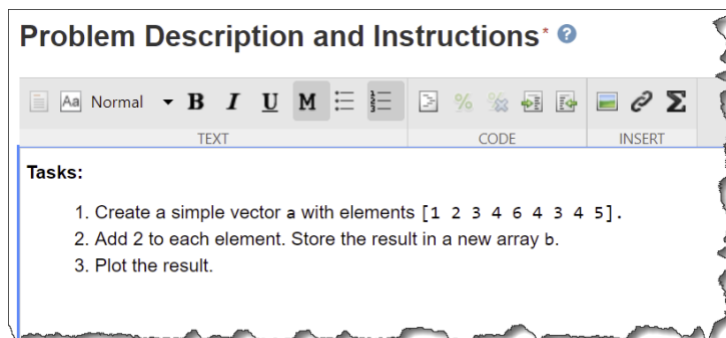 Problem Description and Instructions* ?
Aa Normal B I U M
TEXT CODE INSERT
Tasks:
1. Create a simple vector a with elements [1 2 3 4 6 4 3 4 5].
2. Add 2 to each element. Store the result in a new array b.
3. Plot the result.